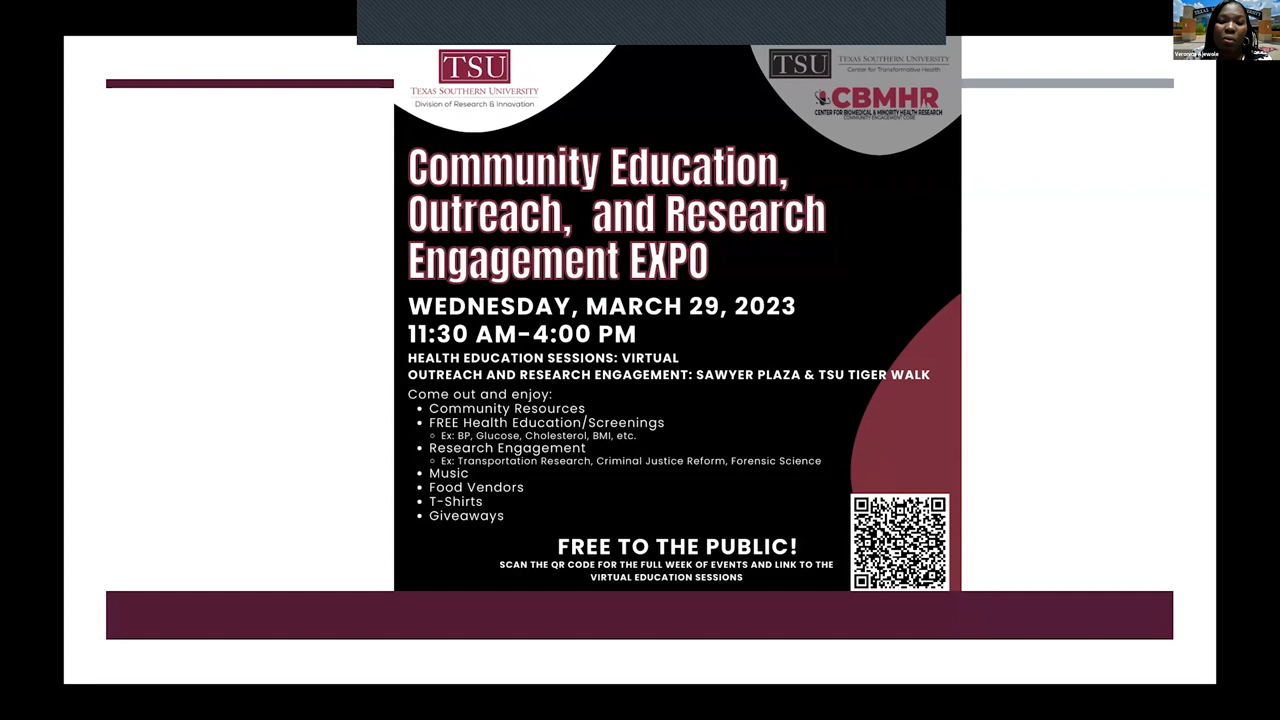 TSU
TEXAS SOUTHERN UNIVERSITY
Division of Research & Innovation
TSU
TEXAS SOUTHERN UNIVERSITY
Center for Transformative Health
CBMHR
CENTER FOR BIOMEDICAL & MINORITY HEALTH RESEARCH
COMMUNITY ENGAGEMENT CORE
Veronica Ajewole
Community Education,
Outreach, and Research
Engagement EXPO
WEDNESDAY, MARCH 29, 2023
11:30 AM-4:00 PM
HEALTH EDUCATION SESSIONS: VIRTUAL
OUTREACH AND RESEARCH ENGAGEMENT: SAWYER PLAZA & TSU TIGER WALK
Come out and enjoy:
• Community Resources
• FREE Health Education/Screenings
○ Ex: BP, Glucose, Cholesterol, BMI, etc.
• Research Engagement
○ Ex: Transportation Research, Criminal Justice Reform, Forensic Science
• Music
• Food Vendors
• T-Shirts
• Giveaways
FREE TO THE PUBLIC!
SCAN THE QR CODE FOR THE FULL WEEK OF EVENTS AND LINK TO THE
VIRTUAL EDUCATION SESSIONS